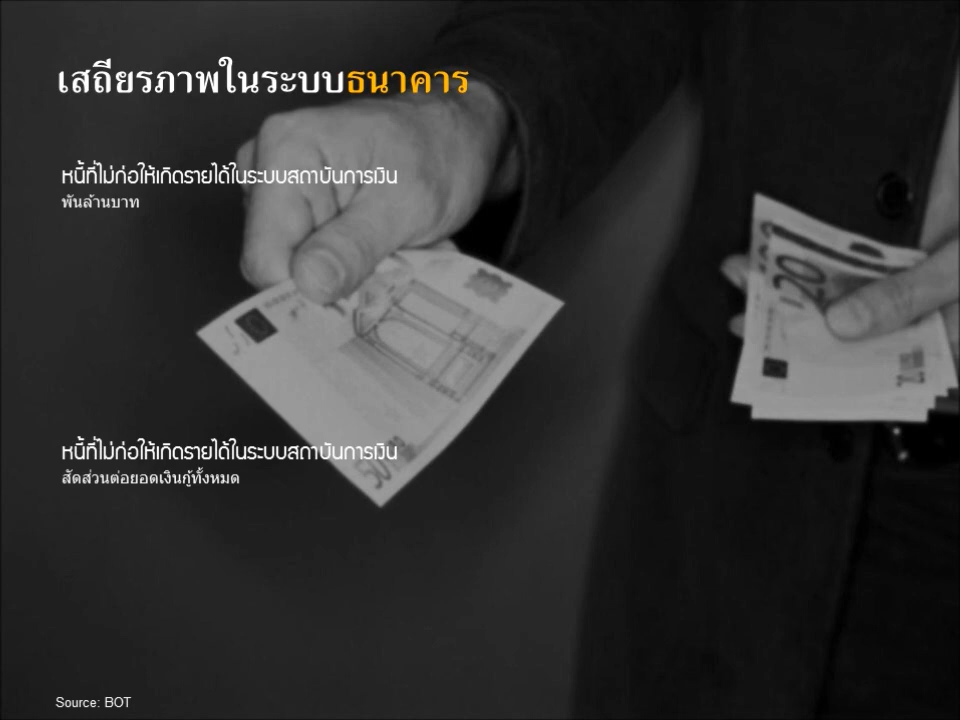 เสถียรภาพในระบบธนาคาร
หนี้ที่ไม่ก่อให้เกิดรายได้ในระบบสถาบันการเงิน
พันล้านบาท
20
หนี้ที่ไม่ก่อให้เกิดรายได้ในระบบสถาบันการเงิน
สัดส่วนต่อยอดเงินกู้ทั้งหมด
50
Source: BOT